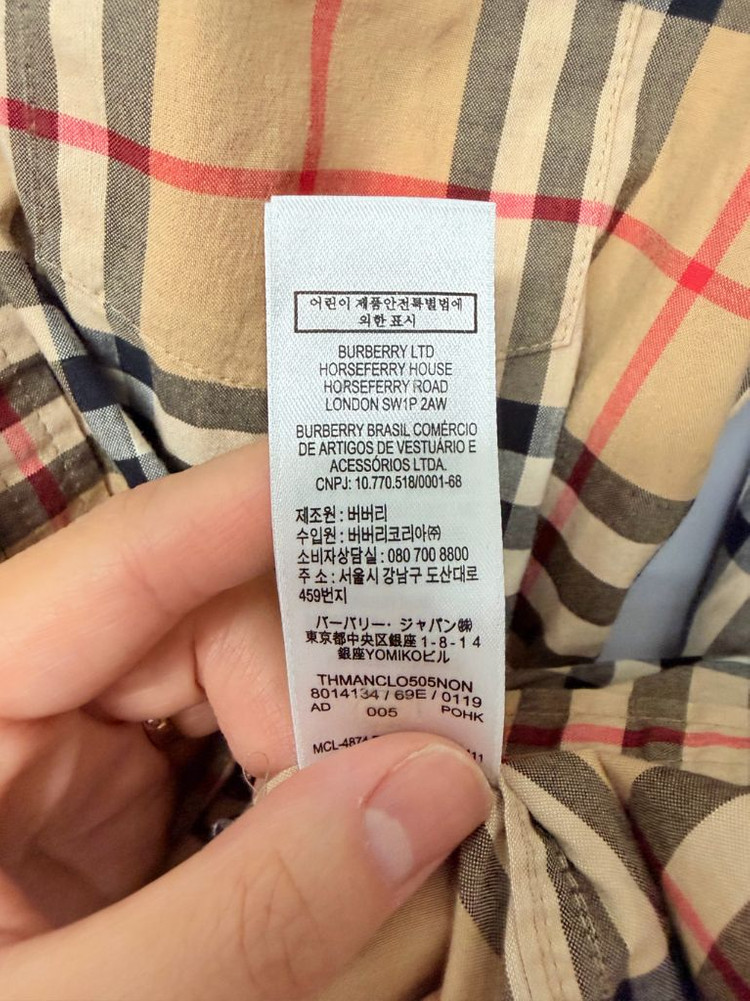 어린이 제품안전특별법에
의한 표시
BURBERRY LTD
HORSEFERRY HOUSE
HORSEFERRY ROAD
LONDON SW1P 2AW
BURBERRY BRASIL COMÉRCIO
DE ARTIGOS DE VESTUÁRIO E
ACESSÓRIOS LTDA.
CNPJ: 10.770.518/0001-68
제조원 : 버버리
수입원 : 버버리코리아㈜
소비자상담실 : 080 700 8800
주 소 : 서울시 강남구 도산대로
459번지
バーバリー・ジャパン㈱
東京都中央区銀座 1-8-14
銀座YOMIKOビル
THMANCLO505NON
8014134 / 69E / 0119
AD 005 POHK